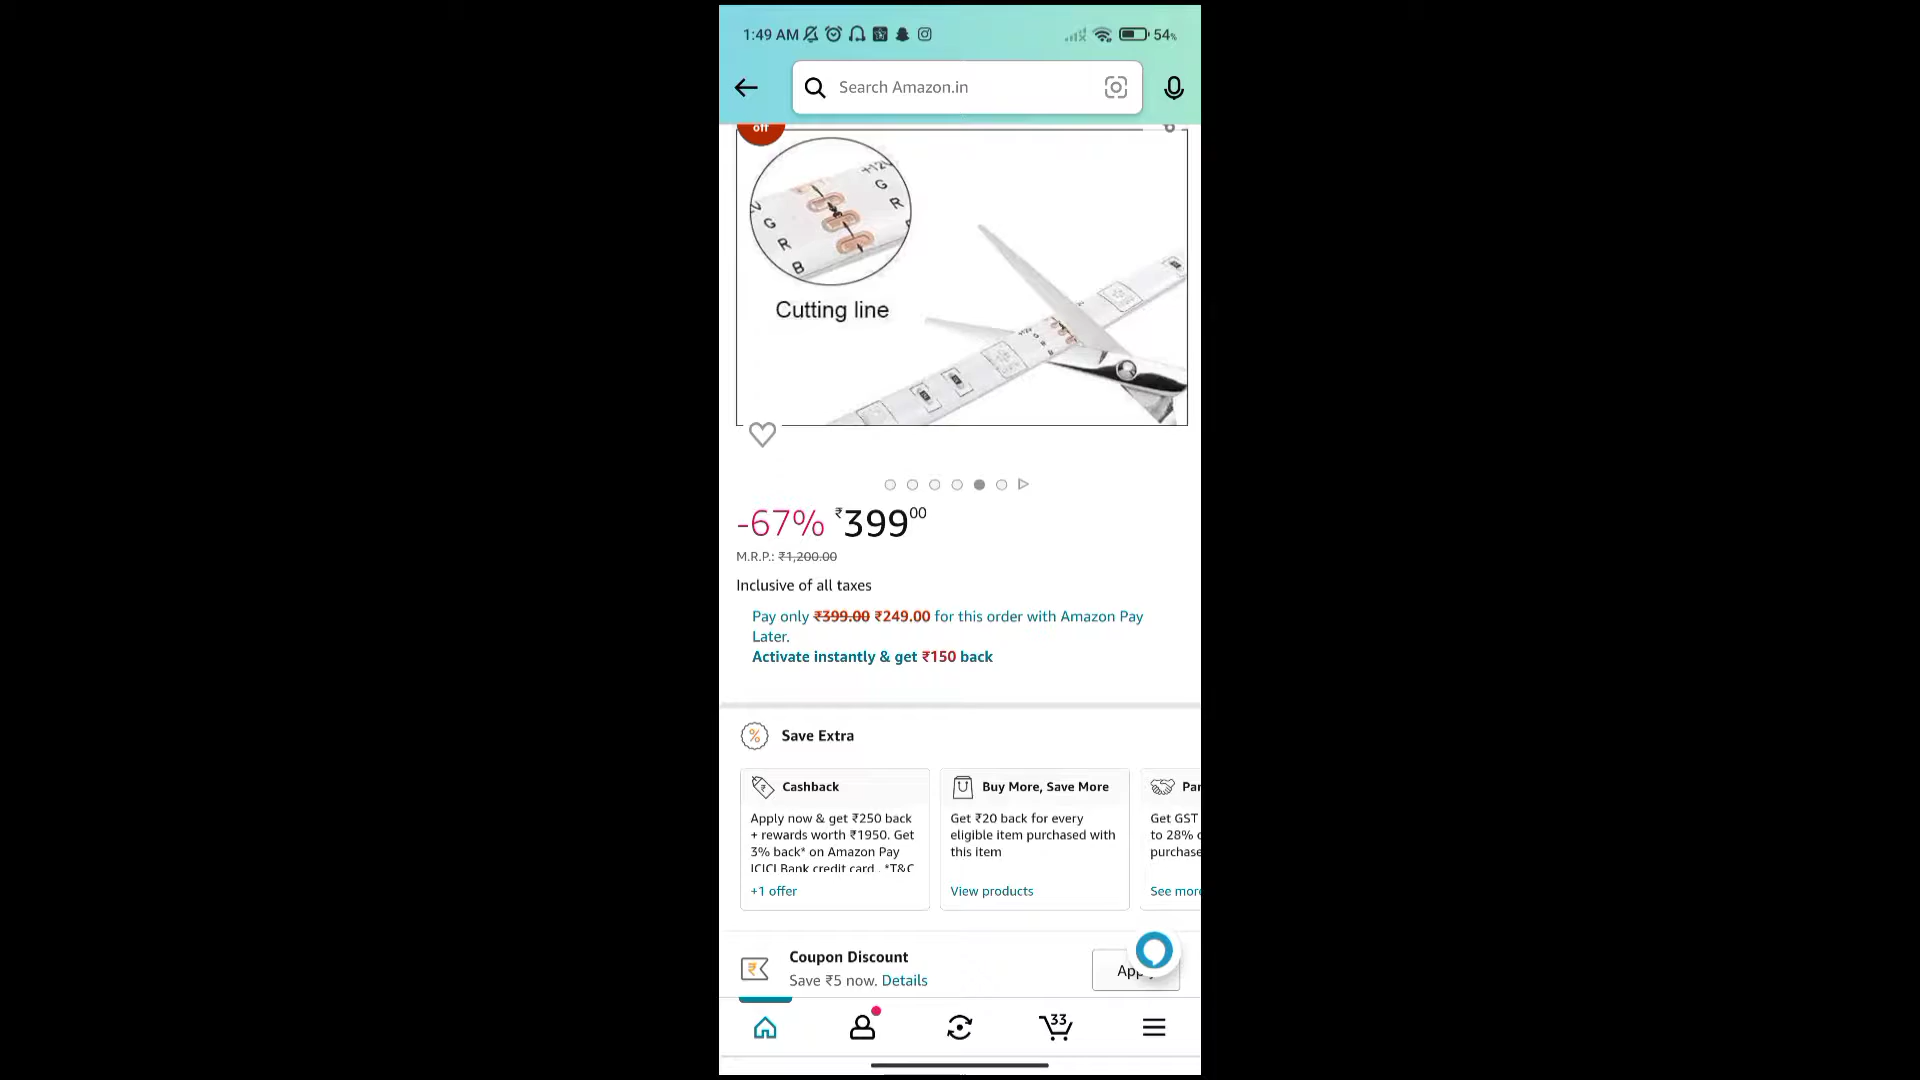 1:49 AM
54%
Search Amazon.in
off
+12V
G
R
G
R
B
Cutting line
-67% ₹399 00
M.R.P.: ₹1,200.00
Inclusive of all taxes
Pay only ₹399.00 ₹249.00 for this order with Amazon Pay
Later.
Activate instantly & get ₹150 back
Save Extra
Cashback
Apply now & get ₹250 back
+ rewards worth ₹1950. Get
3% back* on Amazon Pay
ICICI Bank credit card . *T&C
+1 offer
Buy More, Save More
Get ₹20 back for every
eligible item purchased with
this item
View products
Par
Get GST
to 28%
purchase
See more
Coupon Discount
Save ₹5 now. Details
33